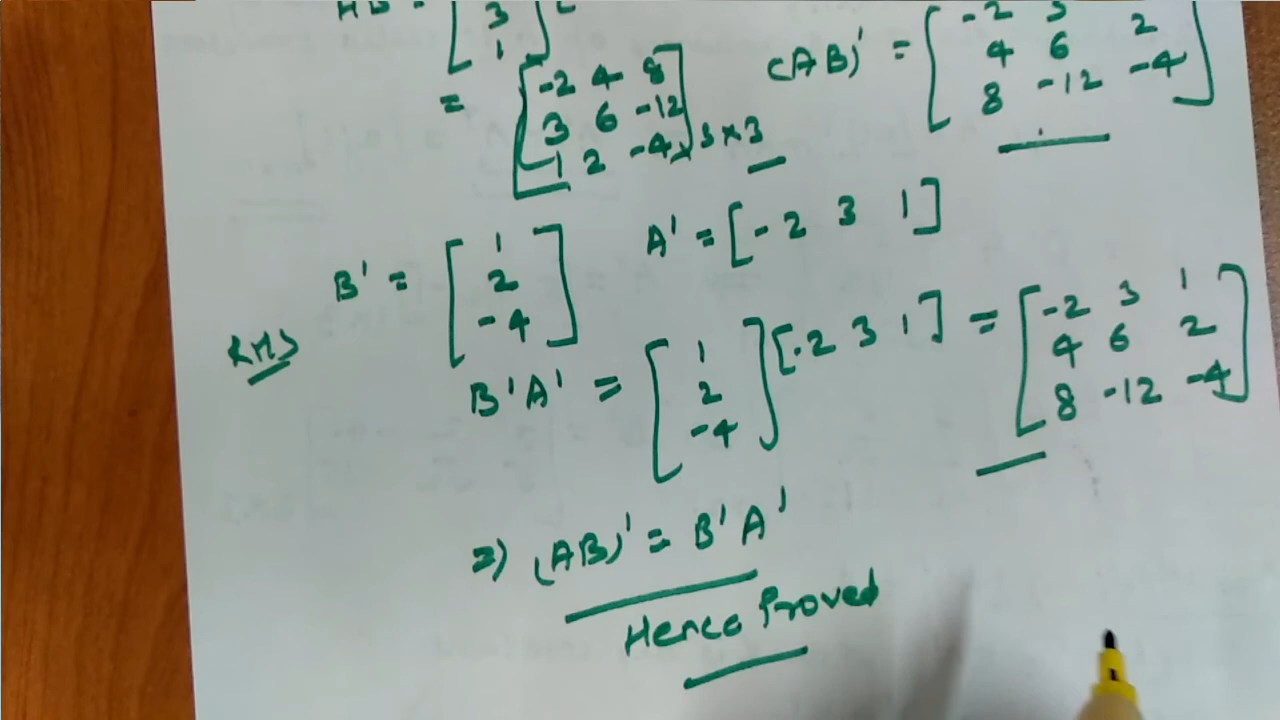 3
1
= [-2 4 8
3 6 -12
1 2 -4] 3×3
(AB)' = [-2 3
4 6 2
8 -12 -4]
B' = [1
2
-4]
A' = [-2 3 1]
RHS
B'A' = [1
2
-4] [-2 3 1] = [-2 3 1
4 6 2
8 -12 -4]
=) (AB)' = B'A'
Hence Proved